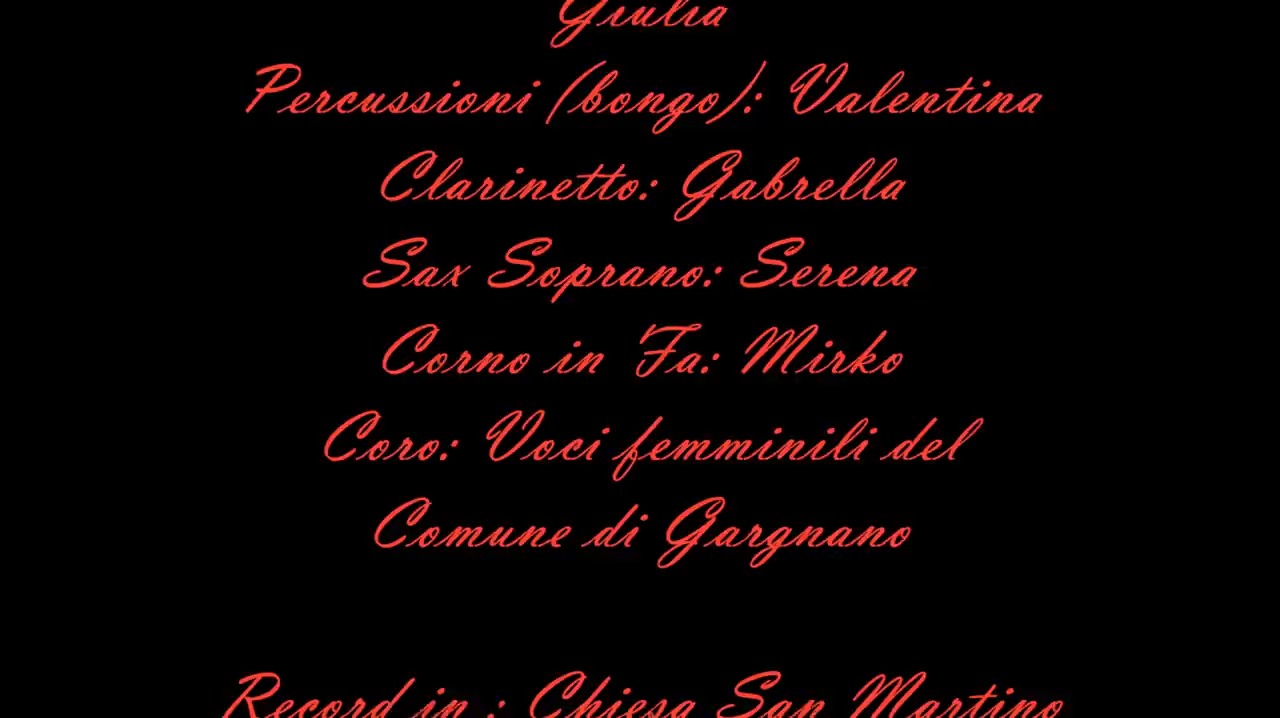 Giulia
Percussioni (bongo): Valentina
Clarinetto: Gabrella
Sax Soprano: Serena
Corno in Fa: Mirko
Coro: Voci femminili del
Comune di Gargnano
Record in : Chiesa San Martino